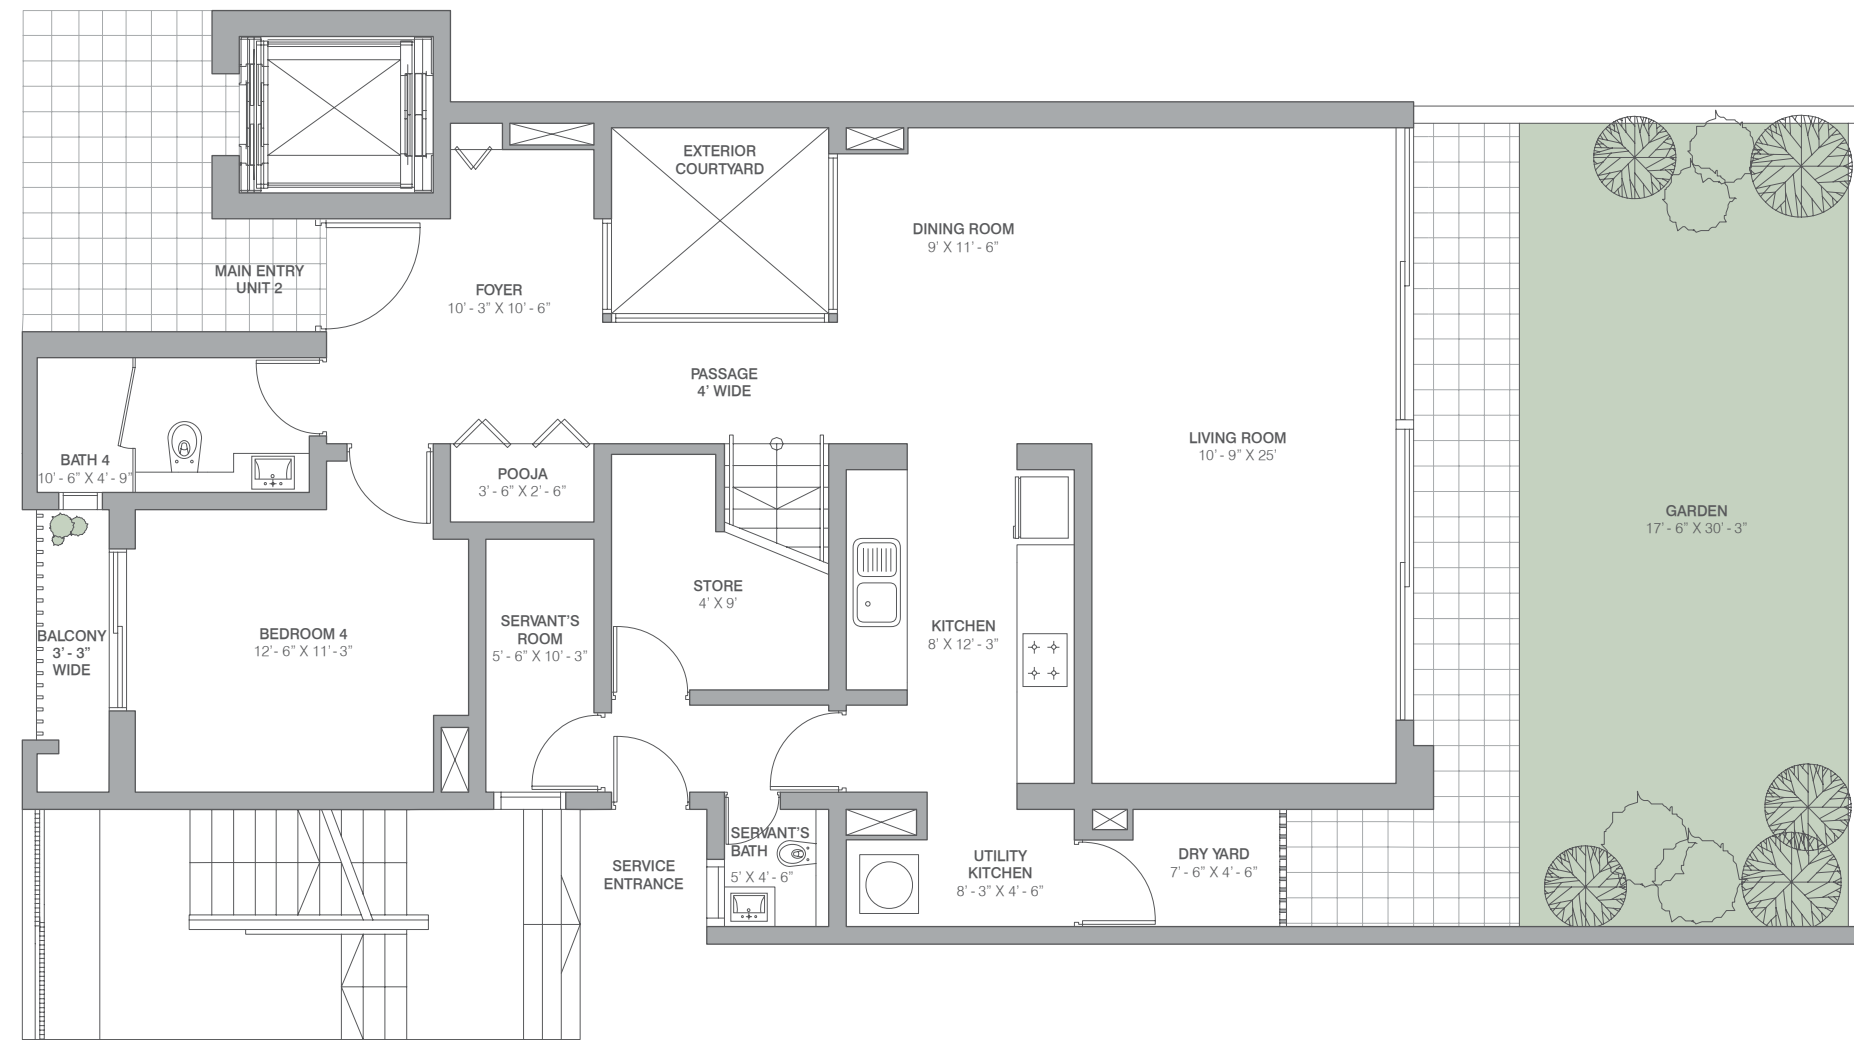 EXTERIOR
COURTYARD
DINING ROOM
9' X 11' - 6”
MAIN ENTRY
UNIT 2
FOYER
10' - 3” X 10' - 6”
PASSAGE
4’ WIDE
LIVING ROOM
10' - 9” X 25'
BATH 4
10' - 6” X 4' - 9”
POOJA
3' - 6” X 2' - 6”
GARDEN
17' - 6” X 30' - 3”
STORE
4' X 9'
SERVANT’S
ROOM
5' - 6” X 10' - 3”
KITCHEN
8' X 12' - 3”
BEDROOM 4
12' - 6” X 11' - 3”
BALCONY
3’ - 3”
WIDE
SERVANT’S
BATH
5' X 4' - 6”
SERVICE
ENTRANCE
UTILITY
KITCHEN
8' - 3” X 4' - 6”
DRY YARD
7' - 6” X 4' - 6”